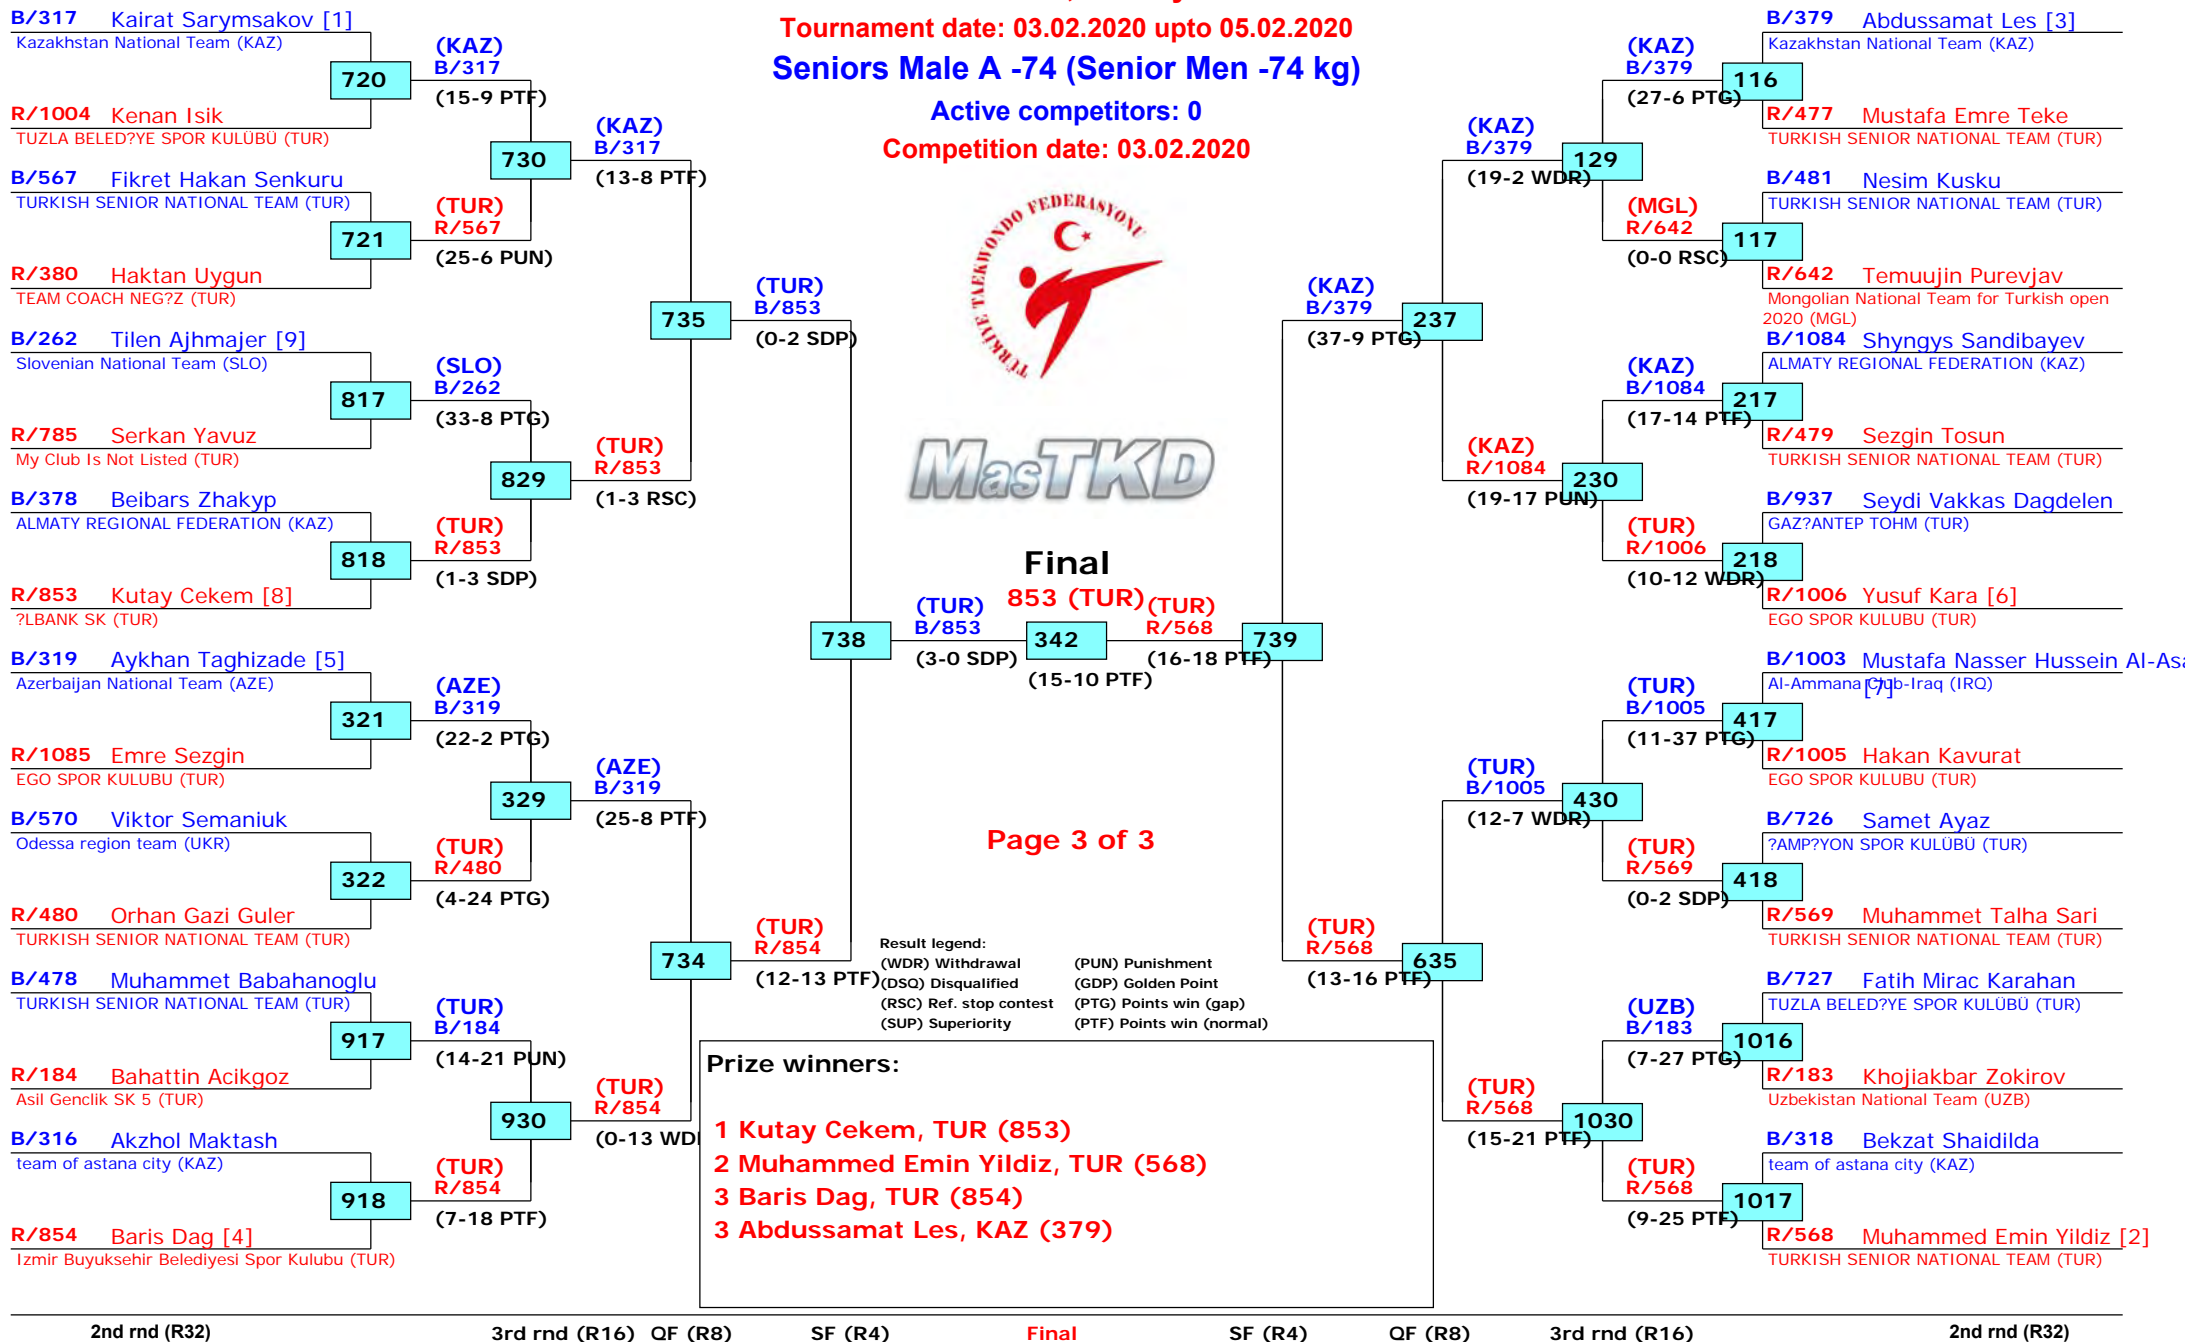 Tournament date: 03.02.2020 upto 05.02.2020
Seniors Male A -74 (Senior Men -74 kg)
Active competitors: 0
Competition date: 03.02.2020
TÜRKİYE TAEKWONDO FEDERASYONU
MasTKD
B/317 Kairat Sarymsakov [1]
Kazakhstan National Team (KAZ)
720
R/1004 Kenan Isik
TUZLA BELED?YE SPOR KULÜBÜ (TUR)
B/567 Fikret Hakan Senkuru
TURKISH SENIOR NATIONAL TEAM (TUR)
721
R/380 Haktan Uygun
TEAM COACH NEG?Z (TUR)
B/262 Tilen Ajhmajer [9]
Slovenian National Team (SLO)
817
R/785 Serkan Yavuz
My Club Is Not Listed (TUR)
B/378 Beibars Zhakyp
ALMATY REGIONAL FEDERATION (KAZ)
818
R/853 Kutay Cekem [8]
?LBANK SK (TUR)
B/319 Aykhan Taghizade [5]
Azerbaijan National Team (AZE)
321
R/1085 Emre Sezgin
EGO SPOR KULUBU (TUR)
B/570 Viktor Semaniuk
Odessa region team (UKR)
322
R/480 Orhan Gazi Guler
TURKISH SENIOR NATIONAL TEAM (TUR)
B/478 Muhammet Babahanoglu
TURKISH SENIOR NATIONAL TEAM (TUR)
917
R/184 Bahattin Acikgoz
Asil Genclik SK 5 (TUR)
B/316 Akzhol Maktash
team of astana city (KAZ)
918
R/854 Baris Dag [4]
Izmir Buyuksehir Belediyesi Spor Kulubu (TUR)
(KAZ)
B/317
(15-9 PTF)
730
(TUR)
R/567
(25-6 PUN)
(SLO)
B/262
(33-8 PTG)
829
(TUR)
R/853
(1-3 SDP)
(AZE)
B/319
(22-2 PTG)
329
(TUR)
R/480
(4-24 PTG)
(TUR)
B/184
(14-21 PUN)
930
(TUR)
R/854
(7-18 PTF)
(KAZ)
B/317
(13-8 PTF)
735
(TUR)
R/853
(1-3 RSC)
(AZE)
B/319
(25-8 PTF)
734
(TUR)
R/854
(0-13 WD
(TUR)
B/853
(0-2 SDP)
738
(TUR)
R/854
(12-13 PTF)
(TUR)
B/853
(3-0 SDP)
Final
853 (TUR)
342
(15-10 PTF)
(TUR)
R/568
(16-18 PTF)
739
(KAZ)
B/379
(37-9 PTG)
237
(TUR)
R/568
(13-16 PTF)
635
(KAZ)
B/379
(19-2 WDR)
129
(KAZ)
R/1084
(19-17 PUN)
230
(TUR)
B/1005
(12-7 WDR)
430
(TUR)
R/568
(15-21 PTF)
1030
(KAZ)
B/379
(27-6 PTG)
116
(MGL)
R/642
(0-0 RSC)
117
(KAZ)
B/1084
(17-14 PTF)
217
(TUR)
R/1006
(10-12 WDR)
218
(TUR)
B/1005
(11-37 PTG)
417
(TUR)
R/569
(0-2 SDP)
418
(UZB)
B/183
(7-27 PTG)
1016
(TUR)
R/568
(9-25 PTF)
1017
B/379 Abdussamat Les [3]
Kazakhstan National Team (KAZ)
R/477 Mustafa Emre Teke
TURKISH SENIOR NATIONAL TEAM (TUR)
B/481 Nesim Kusku
TURKISH SENIOR NATIONAL TEAM (TUR)
R/642 Temuujin Purevjav
Mongolian National Team for Turkish open
2020 (MGL)
B/1084 Shyngys Sandibayev
ALMATY REGIONAL FEDERATION (KAZ)
R/479 Sezgin Tosun
TURKISH SENIOR NATIONAL TEAM (TUR)
B/937 Seydi Vakkas Dagdelen
GAZ?ANTEP TOHM (TUR)
R/1006 Yusuf Kara [6]
EGO SPOR KULUBU (TUR)
B/1003 Mustafa Nasser Hussein Al-Asa
[7]
Al-Ammana Club-Iraq (IRQ)
R/1005 Hakan Kavurat
EGO SPOR KULUBU (TUR)
B/726 Samet Ayaz
?AMP?YON SPOR KULÜBÜ (TUR)
R/569 Muhammet Talha Sari
TURKISH SENIOR NATIONAL TEAM (TUR)
B/727 Fatih Mirac Karahan
TUZLA BELED?YE SPOR KULÜBÜ (TUR)
R/183 Khojiakbar Zokirov
Uzbekistan National Team (UZB)
B/318 Bekzat Shaidilda
team of astana city (KAZ)
R/568 Muhammed Emin Yildiz [2]
TURKISH SENIOR NATIONAL TEAM (TUR)
Page 3 of 3
Result legend:
(WDR) Withdrawal (PUN) Punishment
(DSQ) Disqualified (GDP) Golden Point
(RSC) Ref. stop contest (PTG) Points win (gap)
(SUP) Superiority (PTF) Points win (normal)
Prize winners:
1 Kutay Cekem, TUR (853)
2 Muhammed Emin Yildiz, TUR (568)
3 Baris Dag, TUR (854)
3 Abdussamat Les, KAZ (379)
2nd rnd (R32) 3rd rnd (R16) QF (R8) SF (R4) Final SF (R4) QF (R8) 3rd rnd (R16) 2nd rnd (R32)